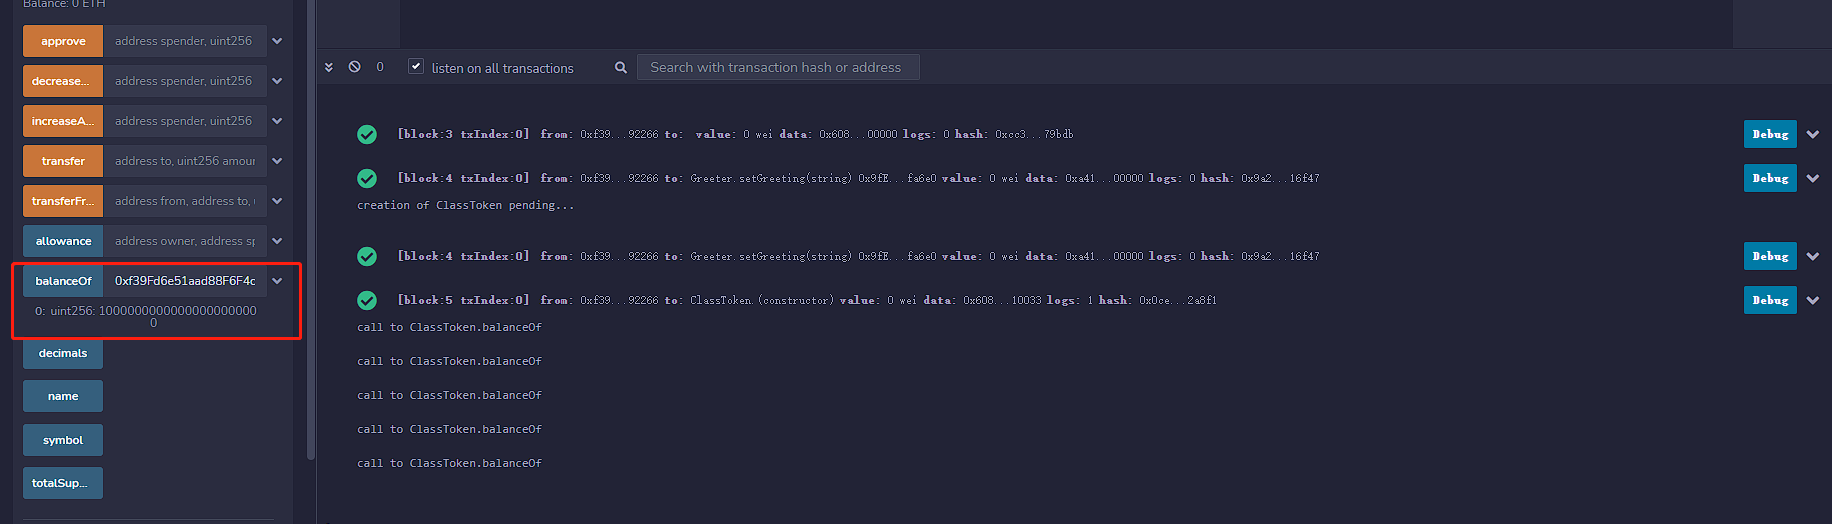 Balance: 0 ETH
approve address spender, uint256
decrease... address spender, uint256
increaseA... address spender, uint256
transfer address to, uint256 amour
transferFr... address from, address to,
allowance address owner, address sp
balanceOf 0xf39Fd6e51aad88F6F4c
0: uint256: 1000000000000000000000
0
decimals
name
symbol
totalSup...
0 listen on all transactions Search with transaction hash or address
[block:3 txIndex:0] from: 0xf39...92266 to: value: 0 wei data: 0x608...00000 logs: 0 hash: 0xcc3...79bdb Debug
[block:4 txIndex:0] from: 0xf39...92266 to: Greeter.setGreeting(string) 0x9fE...fa6e0 value: 0 wei data: 0xa41...00000 logs: 0 hash: 0x9a2...16f47 Debug
creation of ClassToken pending...
[block:4 txIndex:0] from: 0xf39...92266 to: Greeter.setGreeting(string) 0x9fE...fa6e0 value: 0 wei data: 0xa41...00000 logs: 0 hash: 0x9a2...16f47 Debug
[block:5 txIndex:0] from: 0xf39...92266 to: ClassToken.(constructor) value: 0 wei data: 0x608...10033 logs: 1 hash: 0x0ce...2a8f1 Debug
call to ClassToken.balanceOf
call to ClassToken.balanceOf
call to ClassToken.balanceOf
call to ClassToken.balanceOf
call to ClassToken.balanceOf